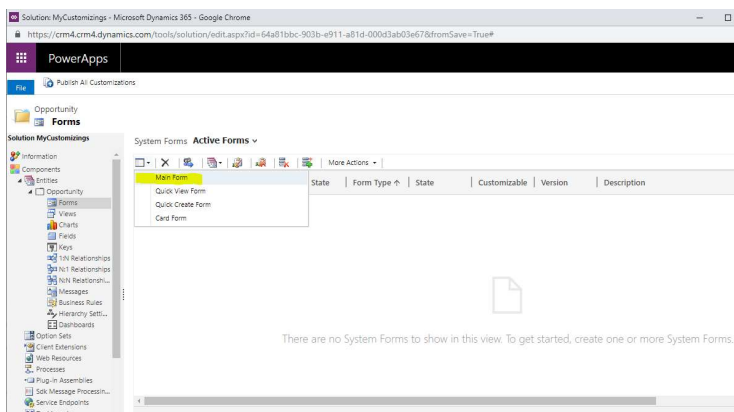 Solution: MyCustomizings - Microsoft Dynamics 365 - Google Chrome
https://crm4.crm4.dynamics.com/tools/solution/edit.aspx?id=64a81bbc-903b-e911-a81d-000d3ab03e67&fromSave=True#
PowerApps
File
Publish All Customizations
Opportunity
Forms
Solution MyCustomizings
System Forms Active Forms
Information
Components
More Actions
Entities
Main Form
State Form Type ↑ State Customizable Version Description
Opportunity
Quick View Form
Forms
Quick Create Form
Views
Card Form
Charts
Fields
Keys
1:N Relationships
N:1 Relationships
N:N Relationshi...
Messages
Business Rules
Hierarchy Setti...
Dashboards
There are no System Forms to show in this view. To get started, create one or more System Forms.
Option Sets
Client Extensions
Web Resources
Processes
Plug-in Assemblies
Sdk Message Processin...
Service Endpoints